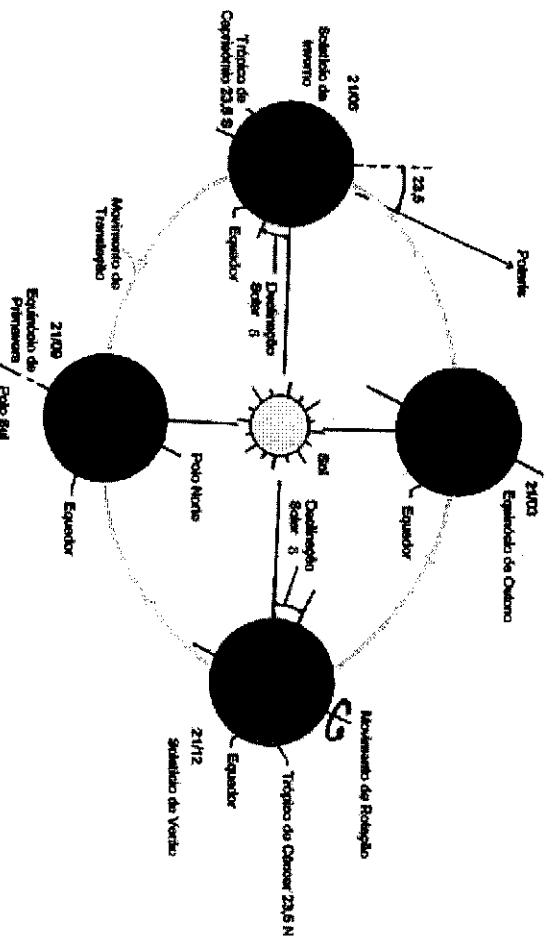 21/06
Solstício de
Inverno
Trópico de
Capricórnio 23,5 S
23,5
Polaris
Equador
Declinação
Solar δ
Movimento de
Translação
21/09
Equinócio de
Primavera
Polo Sul
Polo Norte
Equador
Sol
21/03
Equinócio de Outono
Equador
Declinação
Solar δ
Movimento de Rotação
Trópico de Câncer 23,5 N
Equador
21/12
Solstício de Verão